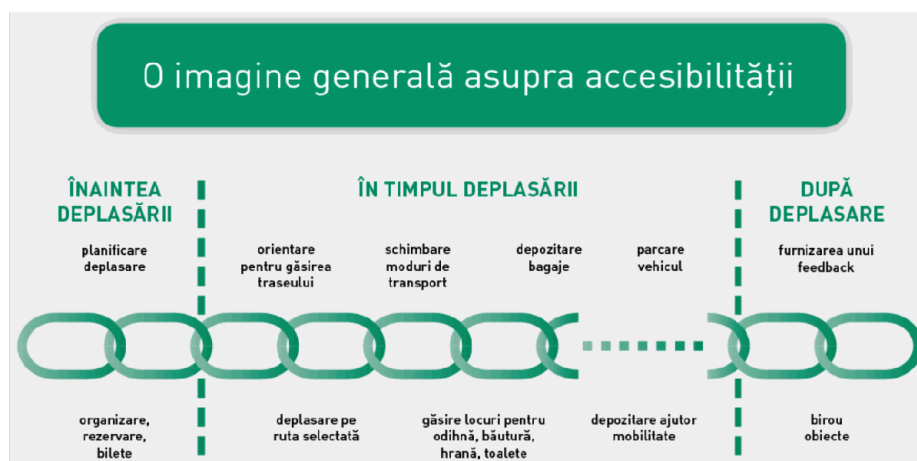 O imagine generală asupra accesibilității
ÎNAINTEA
DEPLASĂRII
planificare
deplasare
organizare,
rezervare,
bilete
ÎN TIMPUL DEPLASĂRII
orientare
pentru găsirea
traseului
schimbare
moduri de
transport
depozitare
bagaje
parcare
vehicul
deplasare pe
ruta selectată
găsire locuri pentru
odihnă, băutură,
hrană, toalete
depozitare ajutor
mobilitate
DUPĂ
DEPLASARE
furnizarea unui
feedback
birou
obiecte